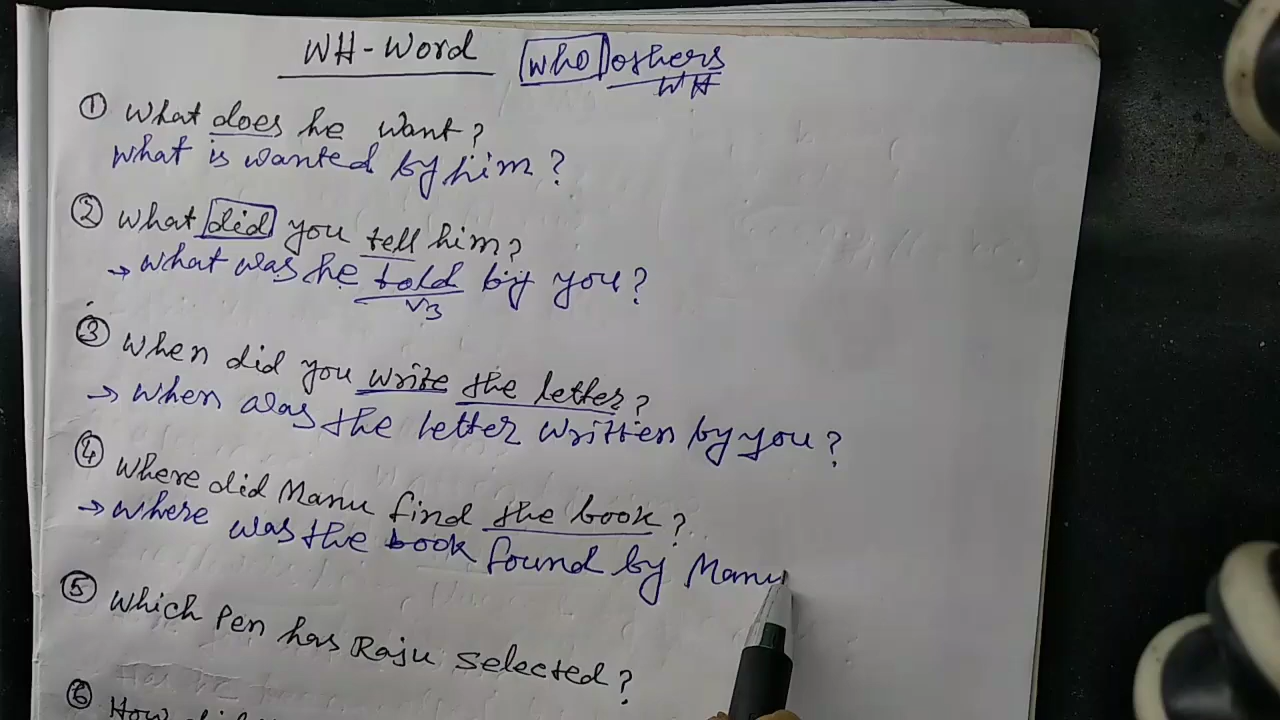 WH-Word who others
WH
① What does he want?
What is wanted by him?
② What did you tell him?
→ What was he told by you?
V3
③ When did you write the letter?
→ When was the letter written by you?
④ Where did Manu find the book?
→ where was the book found by Manu
⑤ Which Pen has Raju selected?
⑥ How